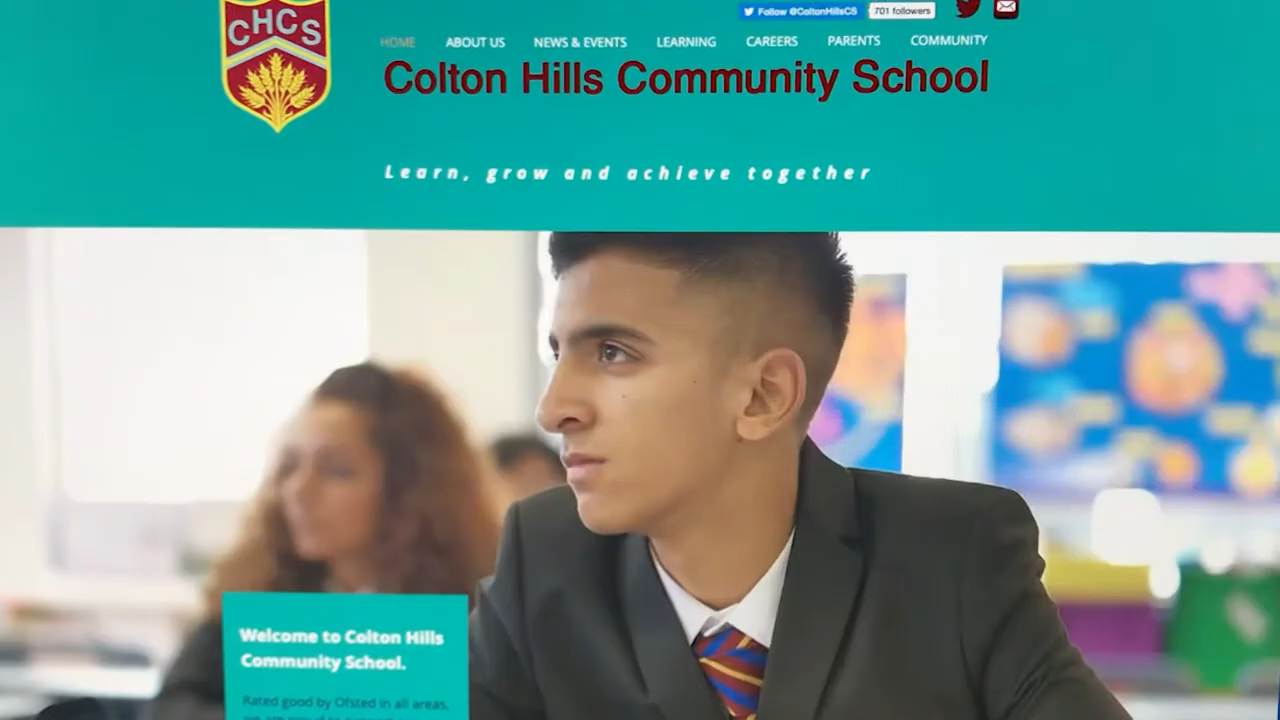 CHCS
Follow @ColtonHillsCS
701 followers
HOME ABOUT US NEWS & EVENTS LEARNING CAREERS PARENTS COMMUNITY
Colton Hills Community School
Learn, grow and achieve together
Welcome to Colton Hills
Community School.
Rated good by Ofsted in all areas,